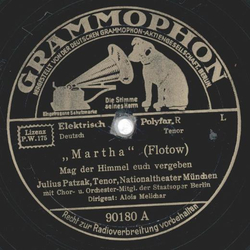 GRAMMOPHON
HERGESTELLT VON DER DEUTSCHEN GRAMMOPHON-AKTIENGESELLSCHAFT BERLIN
Die Stimme
seines Herrn
Eingetragene Schutzmarke
Lizenz
P.W. 175
Elektrisch Polyfar R
Deutsch Tenor
I.
„Martha“ (Flotow)
Mag der Himmel euch vergeben
Julius Patzak, Tenor, Nationaltheater München
mit Chor- u. Orchester-Mitgl. der Staatsoper Berlin
Dirigent: Alois Melichar
90180 A
Recht zur Radioverbreitung vorbehalten